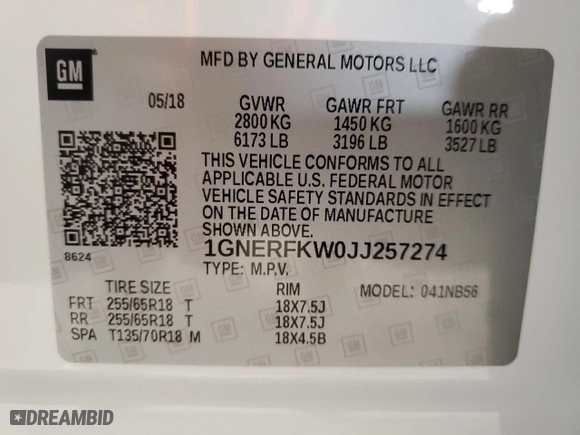 GM
MFD BY GENERAL MOTORS LLC
05/18 GVWR GAWR FRT GAWR RR
2800 KG 1450 KG 1600 KG
6173 LB 3196 LB 3527 LB
THIS VEHICLE CONFORMS TO ALL
APPLICABLE U.S. FEDERAL MOTOR
VEHICLE SAFETY STANDARDS IN EFFECT
ON THE DATE OF MANUFACTURE
SHOWN ABOVE.
8624
1GNERFKW0JJ257274
TYPE: M.P.V.
TIRE SIZE RIM MODEL: 041NB56
FRT 255/65R18 T 18X7.5J
RR 255/65R18 T 18X7.5J
SPA T135/70R18 M 18X4.5B
DREAMBID